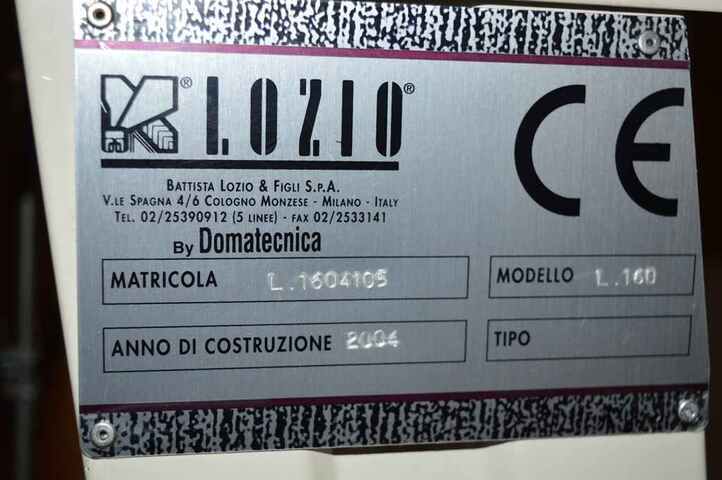 ® LOZIO®
CE
BATTISTA LOZIO & FIGLI S.P.A.
V.LE SPAGNA 4/6 COLOGNO MONZESE - MILANO - ITALY
TEL. 02/25390912 (5 LINEE) - FAX 02/2533141
By Domatecnica
MATRICOLA L.1604105
MODELLO L.160
ANNO DI COSTRUZIONE 2004
TIPO